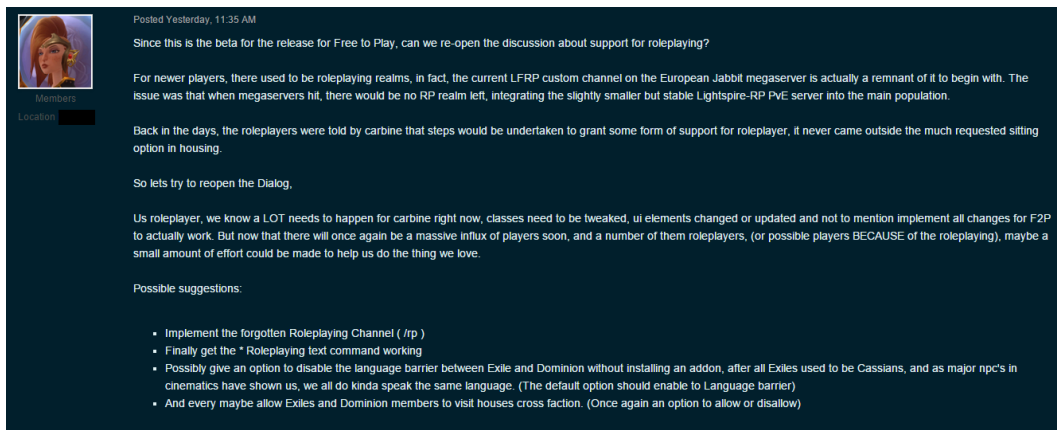 Posted Yesterday, 11:35 AM
Since this is the beta for the release for Free to Play, can we re-open the discussion about support for roleplaying?
For newer players, there used to be roleplaying realms, in fact, the current LFRP custom channel on the European Jabbit megaserver is actually a remnant of it to begin with. The
issue was that when megaservers hit, there would be no RP realm left, integrating the slightly smaller but stable Lightspire-RP PvE server into the main population.
Members
Location
Back in the days, the roleplayers were told by carbine that steps would be undertaken to grant some form of support for roleplayer, it never came outside the much requested sitting
option in housing.
So lets try to reopen the Dialog,
Us roleplayer, we know a LOT needs to happen for carbine right now, classes need to be tweaked, ui elements changed or updated and not to mention implement all changes for F2P
to actually work. But now that there will once again be a massive influx of players soon, and a number of them roleplayers, (or possible players BECAUSE of the roleplaying), maybe a
small amount of effort could be made to help us do the thing we love.
Possible suggestions:
▪ Implement the forgotten Roleplaying Channel ( /rp )
▪ Finally get the * Roleplaying text command working
▪ Possibly give an option to disable the language barrier between Exile and Dominion without installing an addon, after all Exiles used to be Cassians, and as major npc's in
cinematics have shown us, we all do kinda speak the same language. (The default option should enable to Language barrier)
▪ And every maybe allow Exiles and Dominion members to visit houses cross faction. (Once again an option to allow or disallow)